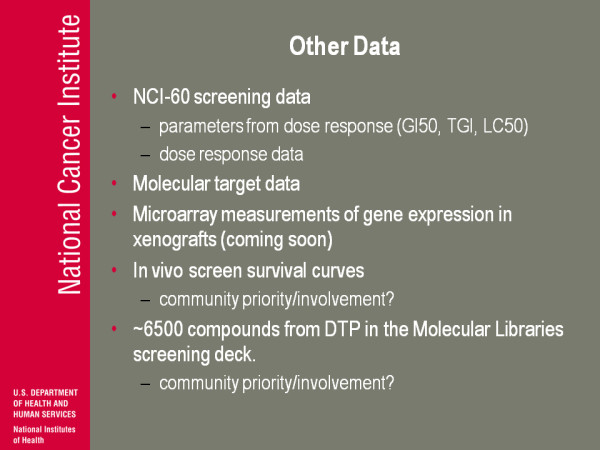 National Cancer Institute
U.S. DEPARTMENT
OF HEALTH AND
HUMAN SERVICES
National Institutes
of Health
Other Data
• NCI-60 screening data
– parameters from dose response (GI50, TGI, LC50)
– dose response data
• Molecular target data
• Microarray measurements of gene expression in
xenografts (coming soon)
• In vivo screen survival curves
– community priority/involvement?
• ~6500 compounds from DTP in the Molecular Libraries
screening deck.
– community priority/involvement?